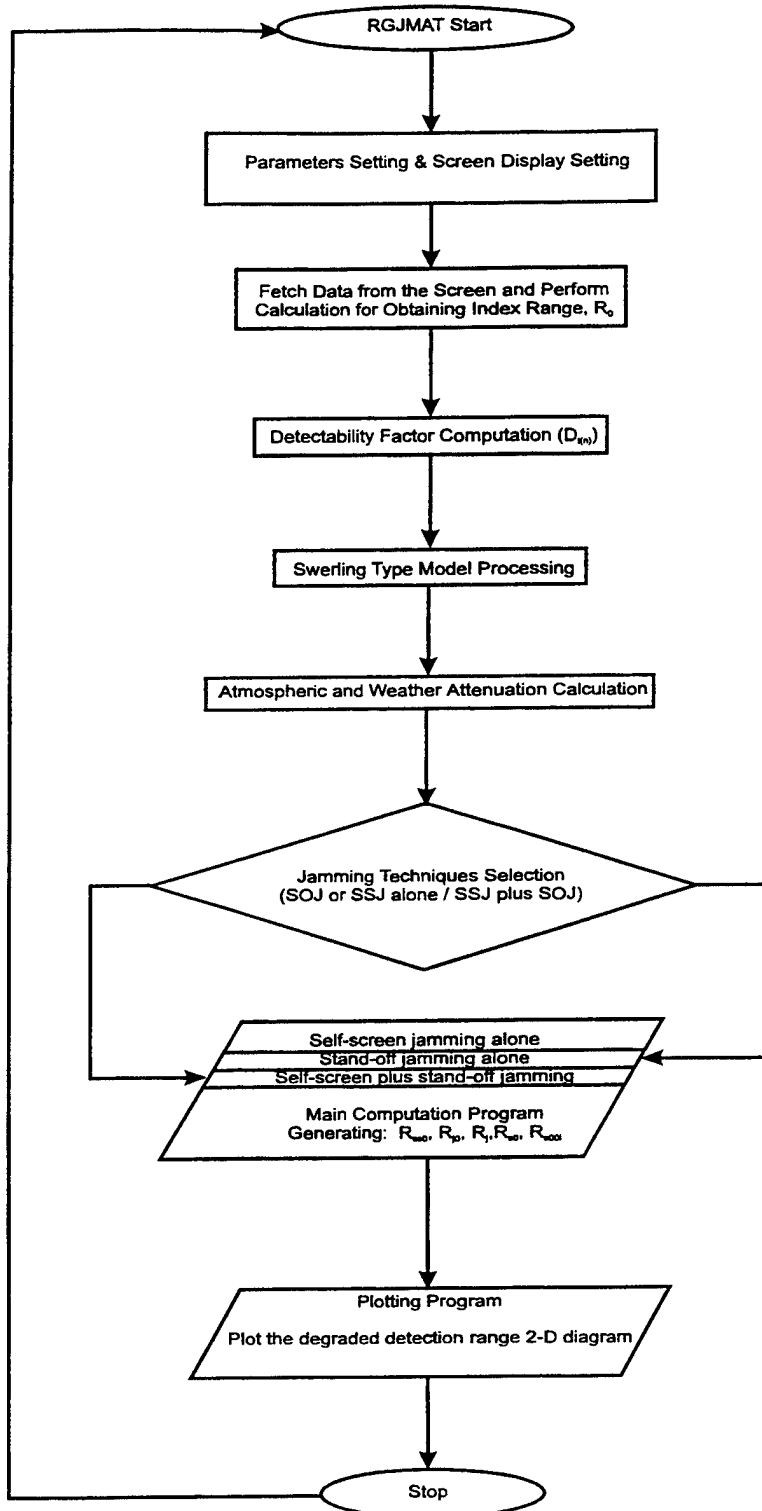 RGJMAT Start
Parameters Setting & Screen Display Setting
Fetch Data from the Screen and Perform
Calculation for Obtaining Index Range, R₀
Detectability Factor Computation (D
Swerling Type Model Processing
Atmospheric and Weather Attenuation Calculation
Jamming Techniques Selection
(SOJ or SSJ alone / SSJ plus SOJ)
Self-screen jamming alone
Stand-off jamming alone
Self-screen plus stand-off jamming
Main Computation Program
Generating:
Plotting Program
Plot the degraded detection range 2-D diagram
Stop